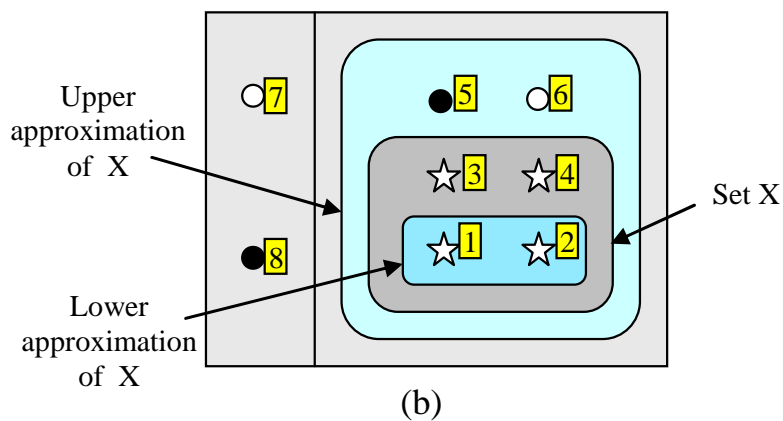 7
5
6
Upper
approximation
of X
3
4
Set X
1
2
8
Lower
approximation
of X
(b)